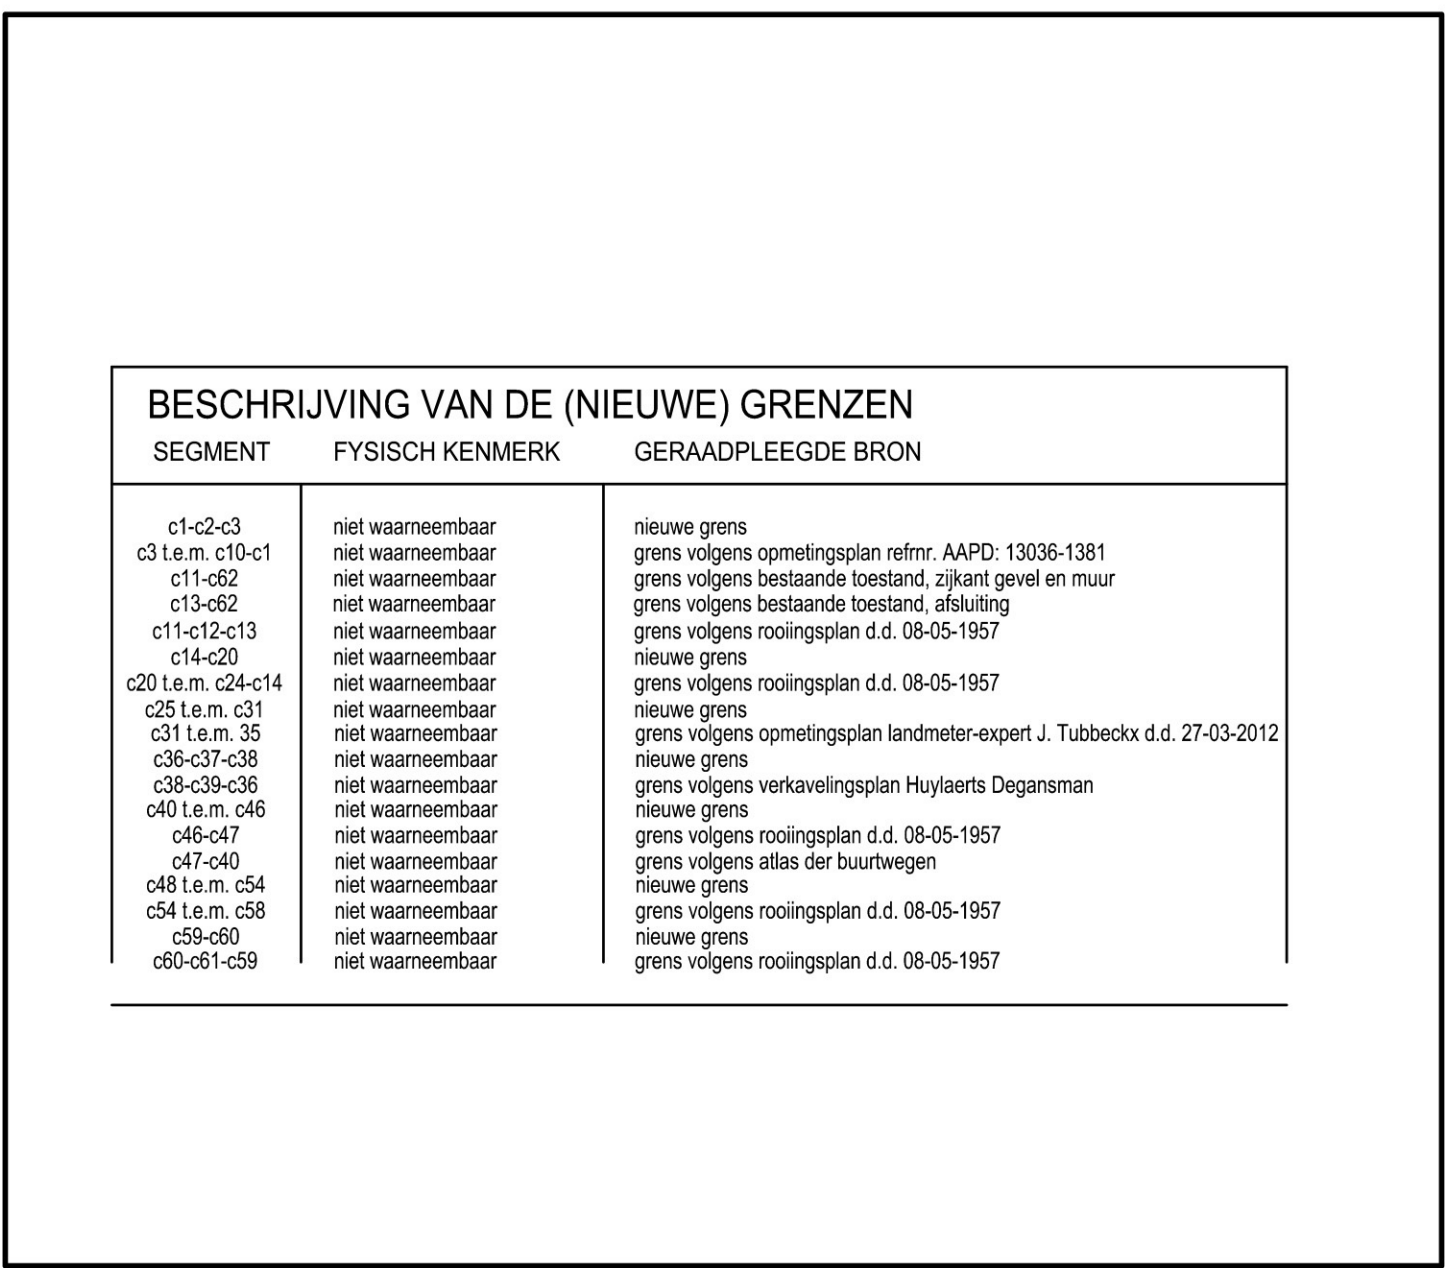 BESCHRIJVING VAN DE (NIEUWE) GRENZEN
SEGMENT FYSISCH KENMERK GERAADPLEEGDE BRON
c1-c2-c3 niet waarneembaar nieuwe grens
c3 t.e.m. c10-c1 niet waarneembaar grens volgens opmetingsplan refrnr. AAPD: 13036-1381
c11-c62 niet waarneembaar grens volgens bestaande toestand, zijkant gevel en muur
c13-c62 niet waarneembaar grens volgens bestaande toestand, afsluiting
c11-c12-c13 niet waarneembaar grens volgens rooiingsplan d.d. 08-05-1957
c14-c20 niet waarneembaar nieuwe grens
c20 t.e.m. c24-c14 niet waarneembaar grens volgens rooiingsplan d.d. 08-05-1957
c25 t.e.m. c31 niet waarneembaar nieuwe grens
c31 t.e.m. 35 niet waarneembaar grens volgens opmetingsplan landmeter-expert J. Tubbeckx d.d. 27-03-2012
c36-c37-c38 niet waarneembaar nieuwe grens
c38-c39-c36 niet waarneembaar grens volgens verkavelingsplan Huylaerts Degansman
c40 t.e.m. c46 niet waarneembaar nieuwe grens
c46-c47 niet waarneembaar grens volgens rooiingsplan d.d. 08-05-1957
c47-c40 niet waarneembaar grens volgens atlas der buurtwegen
c48 t.e.m. c54 niet waarneembaar nieuwe grens
c54 t.e.m. c58 niet waarneembaar grens volgens rooiingsplan d.d. 08-05-1957
c59-c60 niet waarneembaar nieuwe grens
c60-c61-c59 niet waarneembaar grens volgens rooiingsplan d.d. 08-05-1957